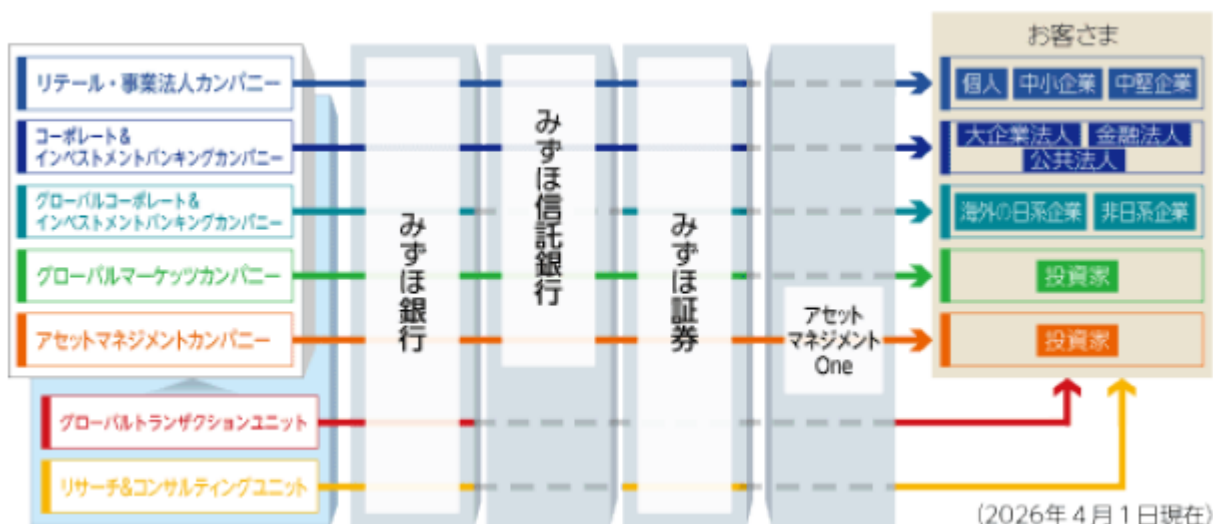 お客さま
リテール・事業法人カンパニー
個人 中小企業 中堅企業
コーポレート&
インベストメントバンキングカンパニー
大企業法人 金融法人
公共法人
グローバルコーポレート&
インベストメントバンキングカンパニー
海外の日系企業 非日系企業
グローバルマーケッツカンパニー
投資家
アセットマネジメントカンパニー
投資家
グローバルトランザクションユニット
リサーチ&コンサルティングユニット
みずほ銀行
みずほ信託銀行
みずほ証券
アセット
マネジメント
One
(2026年4月1日現在)